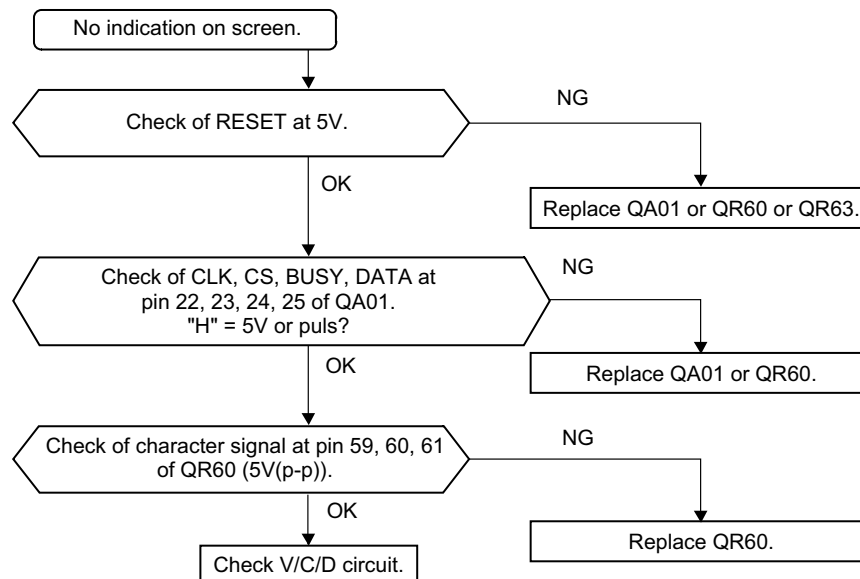 No indication on screen.
NG
Check of RESET at 5V.
OK
Replace QA01 or QR60 or QR63.
Check of CLK, CS, BUSY, DATA at
pin 22, 23, 24, 25 of QA01.
"H" = 5V or puls?
NG
OK
Replace QA01 or QR60.
Check of character signal at pin 59, 60, 61
of QR60 (5V(p-p)).
NG
OK
Replace QR60.
Check V/C/D circuit.